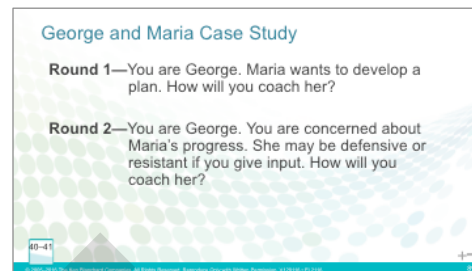 George and Maria Case Study
Round 1—You are George. Maria wants to develop a
plan. How will you coach her?
Round 2—You are George. You are concerned about
Maria's progress. She may be defensive or
resistant if you give input. How will you
coach her?
40–41